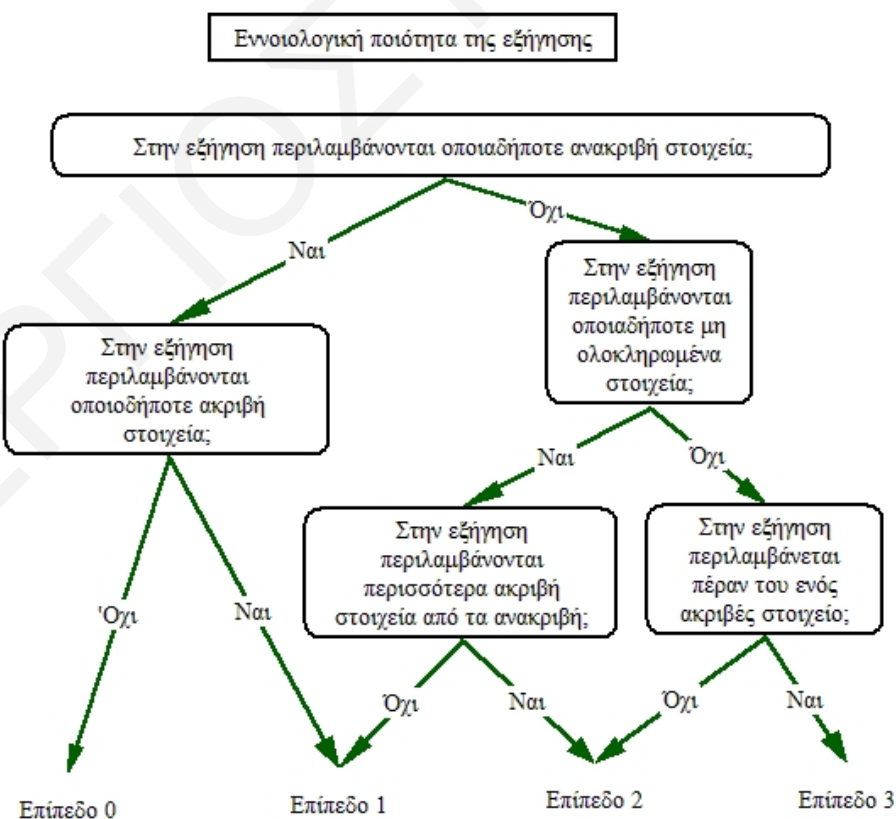 Εννοιολογική ποιότητα της εξήγησης
Στην εξήγηση περιλαμβάνονται οποιαδήποτε ανακριβή στοιχεία;
Όχι
Ναι
Στην εξήγηση
περιλαμβάνονται
οποιαδήποτε μη
ολοκληρωμένα
στοιχεία;
Στην εξήγηση
περιλαμβάνονται
οποιοδήποτε ακριβή
στοιχεία;
Ναι
Όχι
Στην εξήγηση
περιλαμβάνονται
περισσότερα ακριβή
στοιχεία από τα ανακριβή;
Στην εξήγηση
περιλαμβάνεται
πέραν του ενός
ακριβές στοιχείο;
'Όχι
Ναι
Όχι
Ναι
Όχι
Ναι
Επίπεδο 0
Επίπεδο 1
Επίπεδο 2
Επίπεδο 3